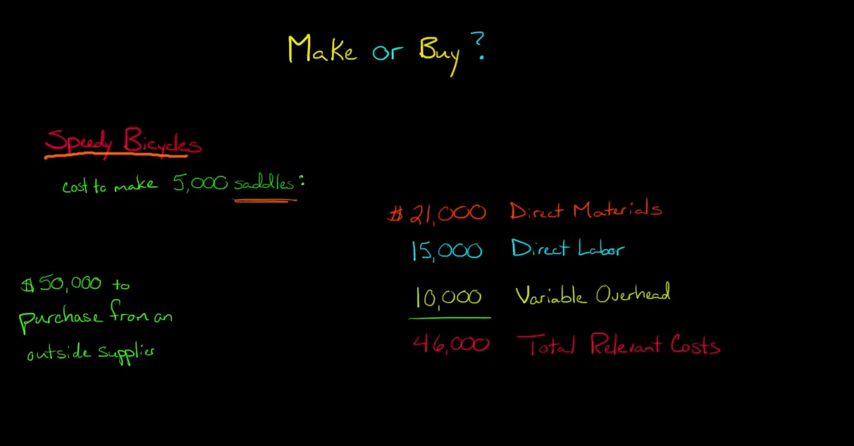 Make or Buy?
Speedy Bicycles
cost to make 5,000 saddles:
$21,000 Direct Materials
15,000 Direct Labor
10,000 Variable Overhead
46,000 Total Relevant Costs
$50,000 to
purchase from an
outside supplier